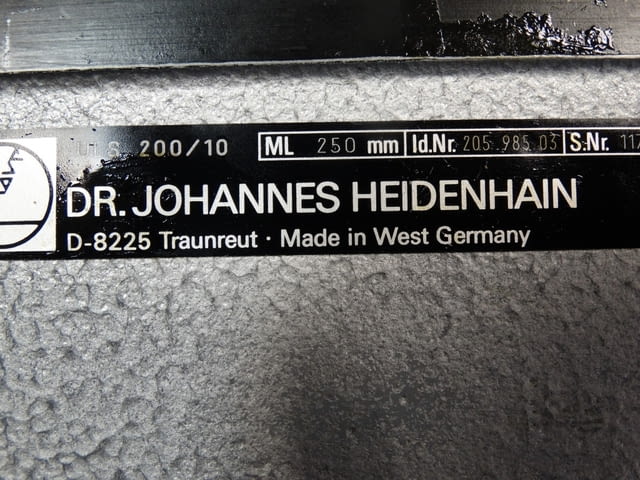 S 200/10 ML 250 mm Id.Nr. 205 985 03 S.Nr. 117
DR. JOHANNES HEIDENHAIN
D-8225 Traunreut · Made in West Germany